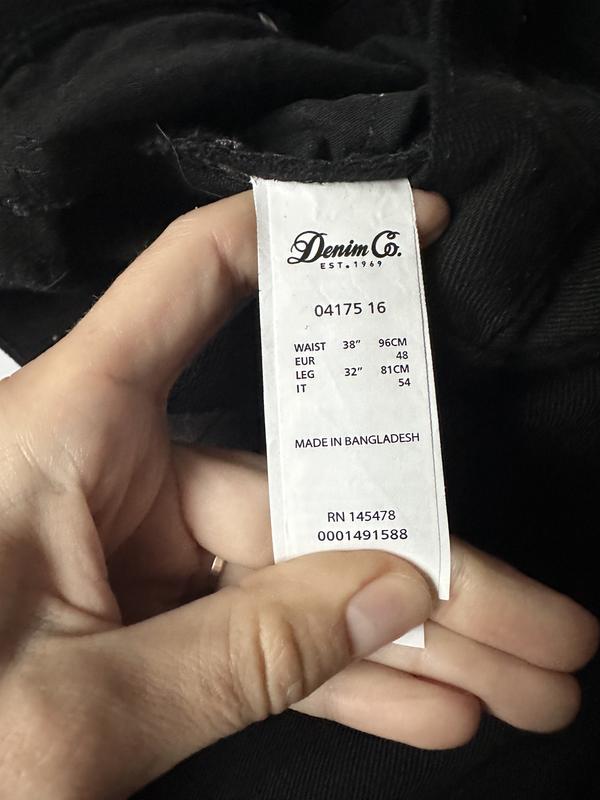 Denim Co.
EST. 1969
04175 16
WAIST 38" 96CM
EUR 48
LEG 32" 81CM
IT 54
MADE IN BANGLADESH
RN 145478
0001491588